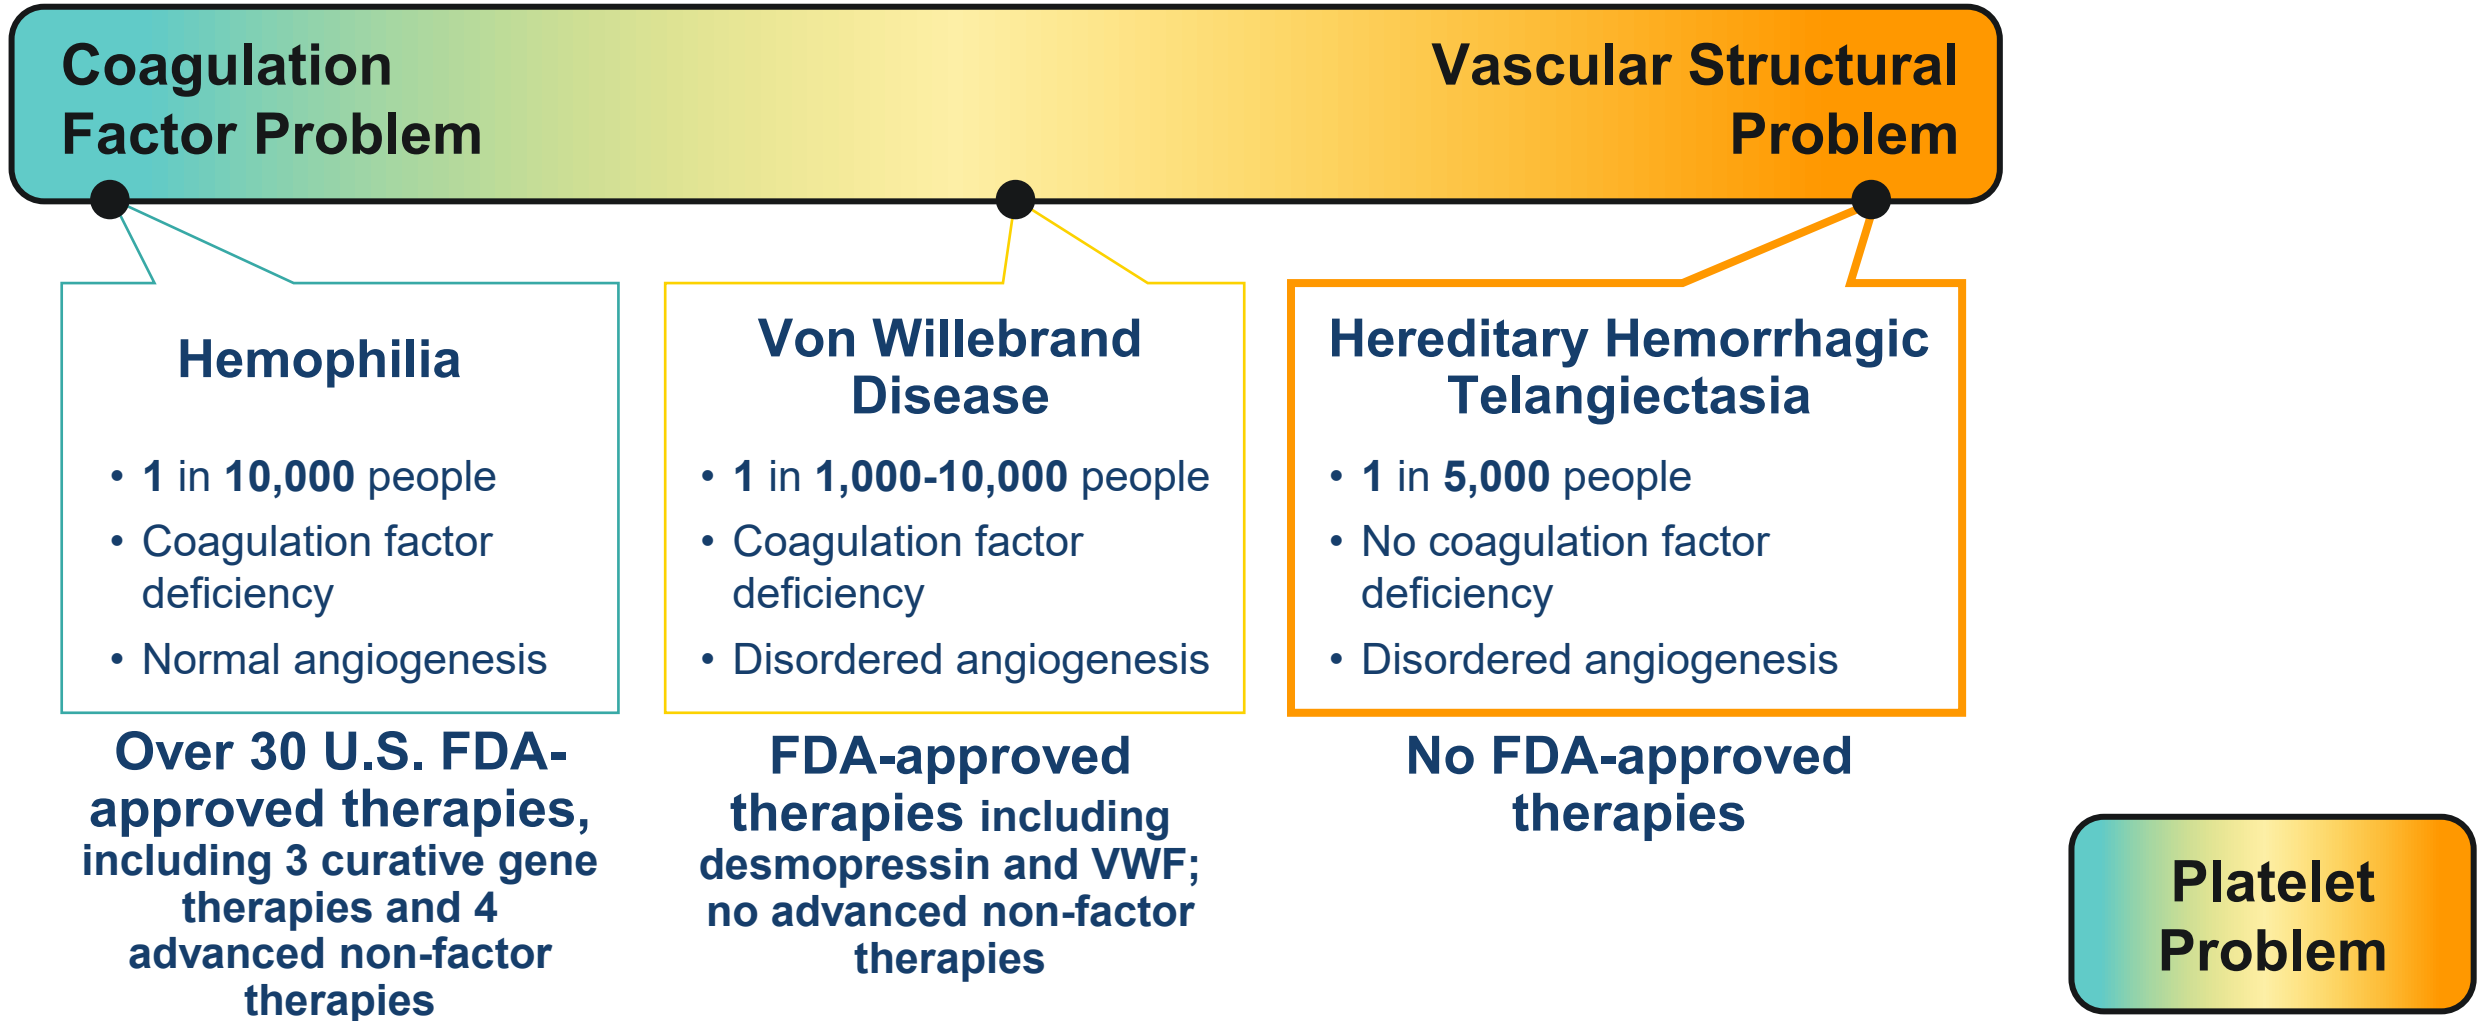 Coagulation
Factor Problem
Vascular Structural
Problem
Hemophilia
• 1 in 10,000 people
• Coagulation factor
deficiency
• Normal angiogenesis
Over 30 U.S. FDA-
approved therapies,
including 3 curative gene
therapies and 4
advanced non-factor
therapies
Von Willebrand
Disease
• 1 in 1,000-10,000 people
• Coagulation factor
deficiency
• Disordered angiogenesis
FDA-approved
therapies including
desmopressin and VWF;
no advanced non-factor
therapies
Hereditary Hemorrhagic
Telangiectasia
• 1 in 5,000 people
• No coagulation factor
deficiency
• Disordered angiogenesis
No FDA-approved
therapies
Platelet
Problem